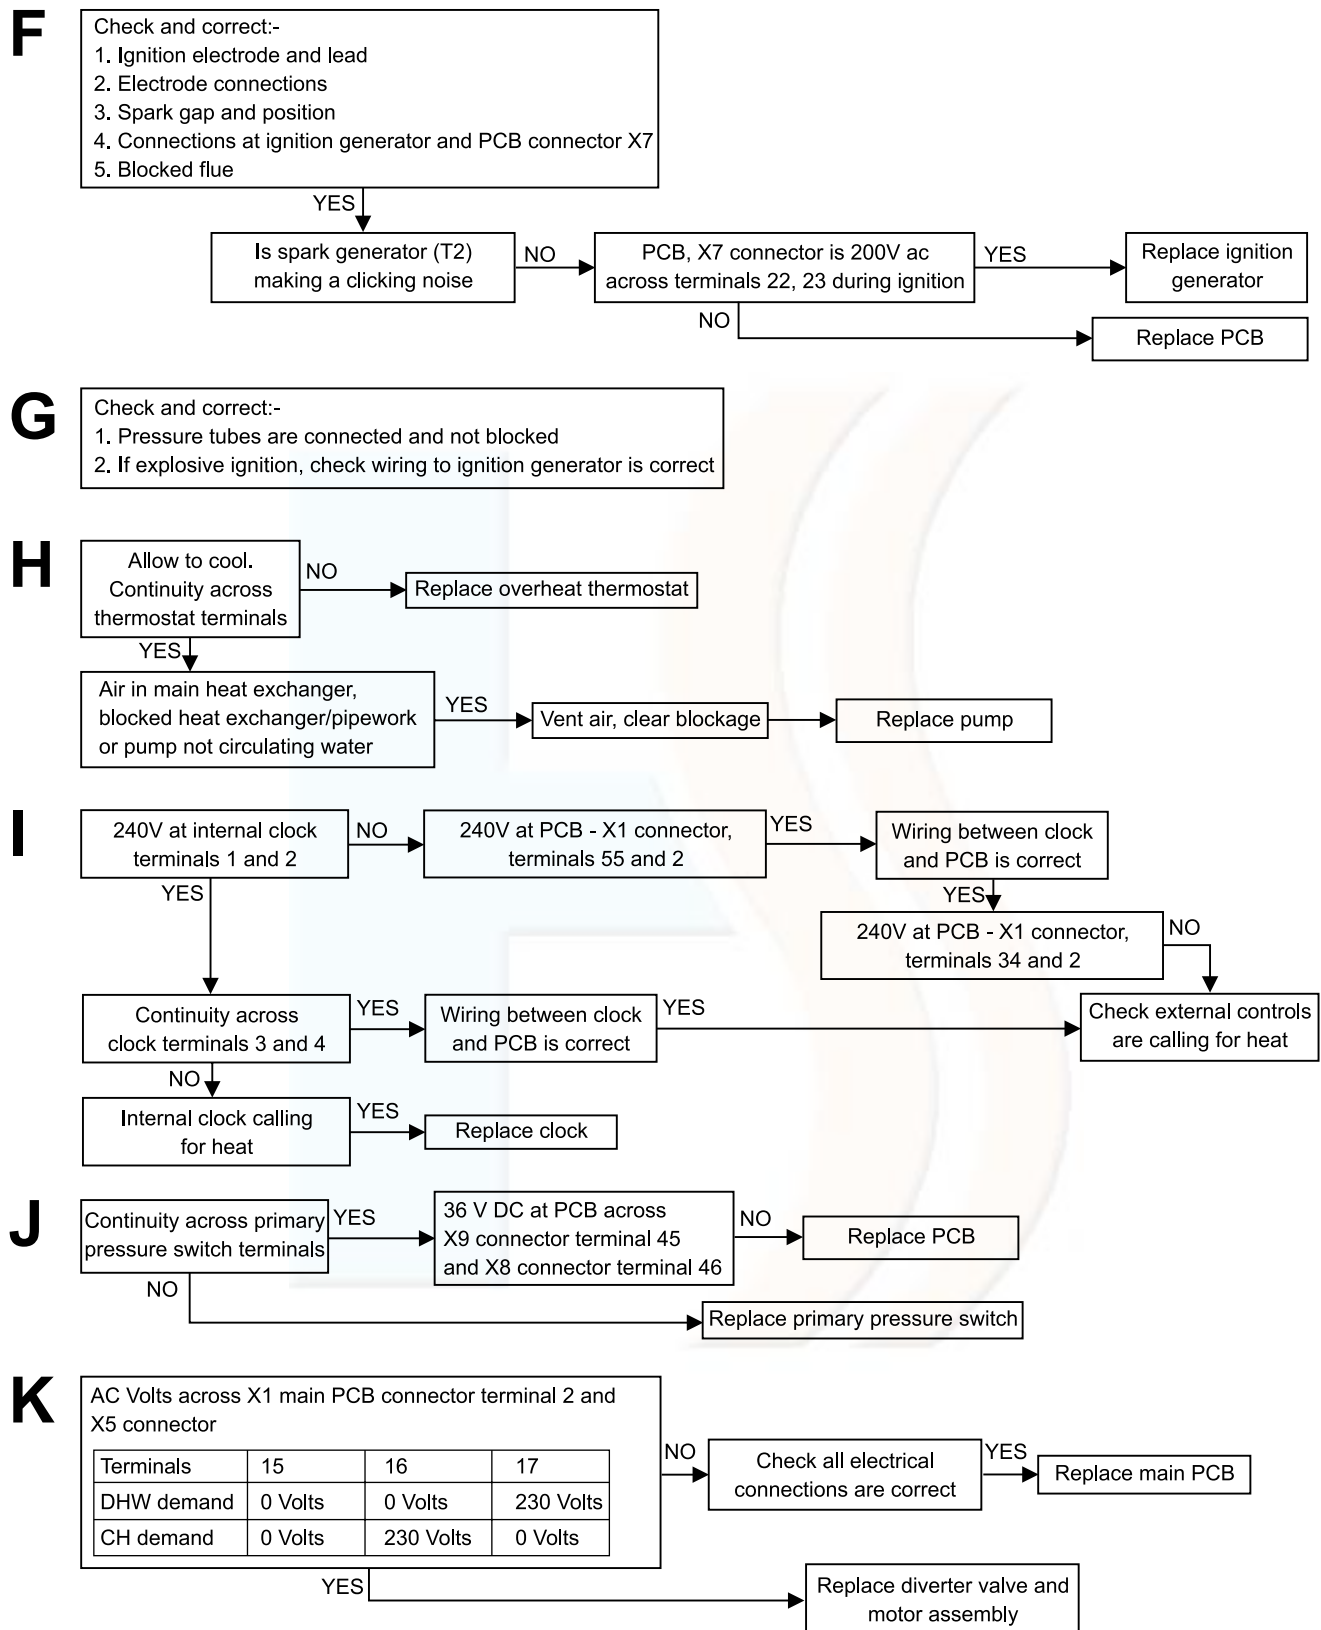 F
Check and correct:-
1. Ignition electrode and lead
2. Electrode connections
3. Spark gap and position
4. Connections at ignition generator and PCB connector X7
5. Blocked flue
YES
Is spark generator (T2)
making a clicking noise
NO
PCB, X7 connector is 200V ac
across terminals 22, 23 during ignition
YES
Replace ignition
generator
NO
Replace PCB
G
Check and correct:-
1. Pressure tubes are connected and not blocked
2. If explosive ignition, check wiring to ignition generator is correct
H
Allow to cool.
Continuity across
thermostat terminals
NO
Replace overheat thermostat
YES
Air in main heat exchanger,
blocked heat exchanger/pipework
or pump not circulating water
YES
Vent air, clear blockage
Replace pump
I
240V at internal clock
terminals 1 and 2
NO
240V at PCB - X1 connector,
terminals 55 and 2
YES
Wiring between clock
and PCB is correct
YES
YES
240V at PCB - X1 connector,
terminals 34 and 2
NO
Continuity across
clock terminals 3 and 4
YES
Wiring between clock
and PCB is correct
YES
Check external controls
are calling for heat
NO
Internal clock calling
for heat
YES
Replace clock
J
Continuity across primary
pressure switch terminals
YES
36 V DC at PCB across
X9 connector terminal 45
and X8 connector terminal 46
NO
Replace PCB
NO
Replace primary pressure switch
K
AC Volts across X1 main PCB connector terminal 2 and
X5 connector
Terminals 15 16 17
DHW demand 0 Volts 0 Volts 230 Volts
CH demand 0 Volts 230 Volts 0 Volts
NO
Check all electrical
connections are correct
YES
Replace main PCB
YES
Replace diverter valve and
motor assembly